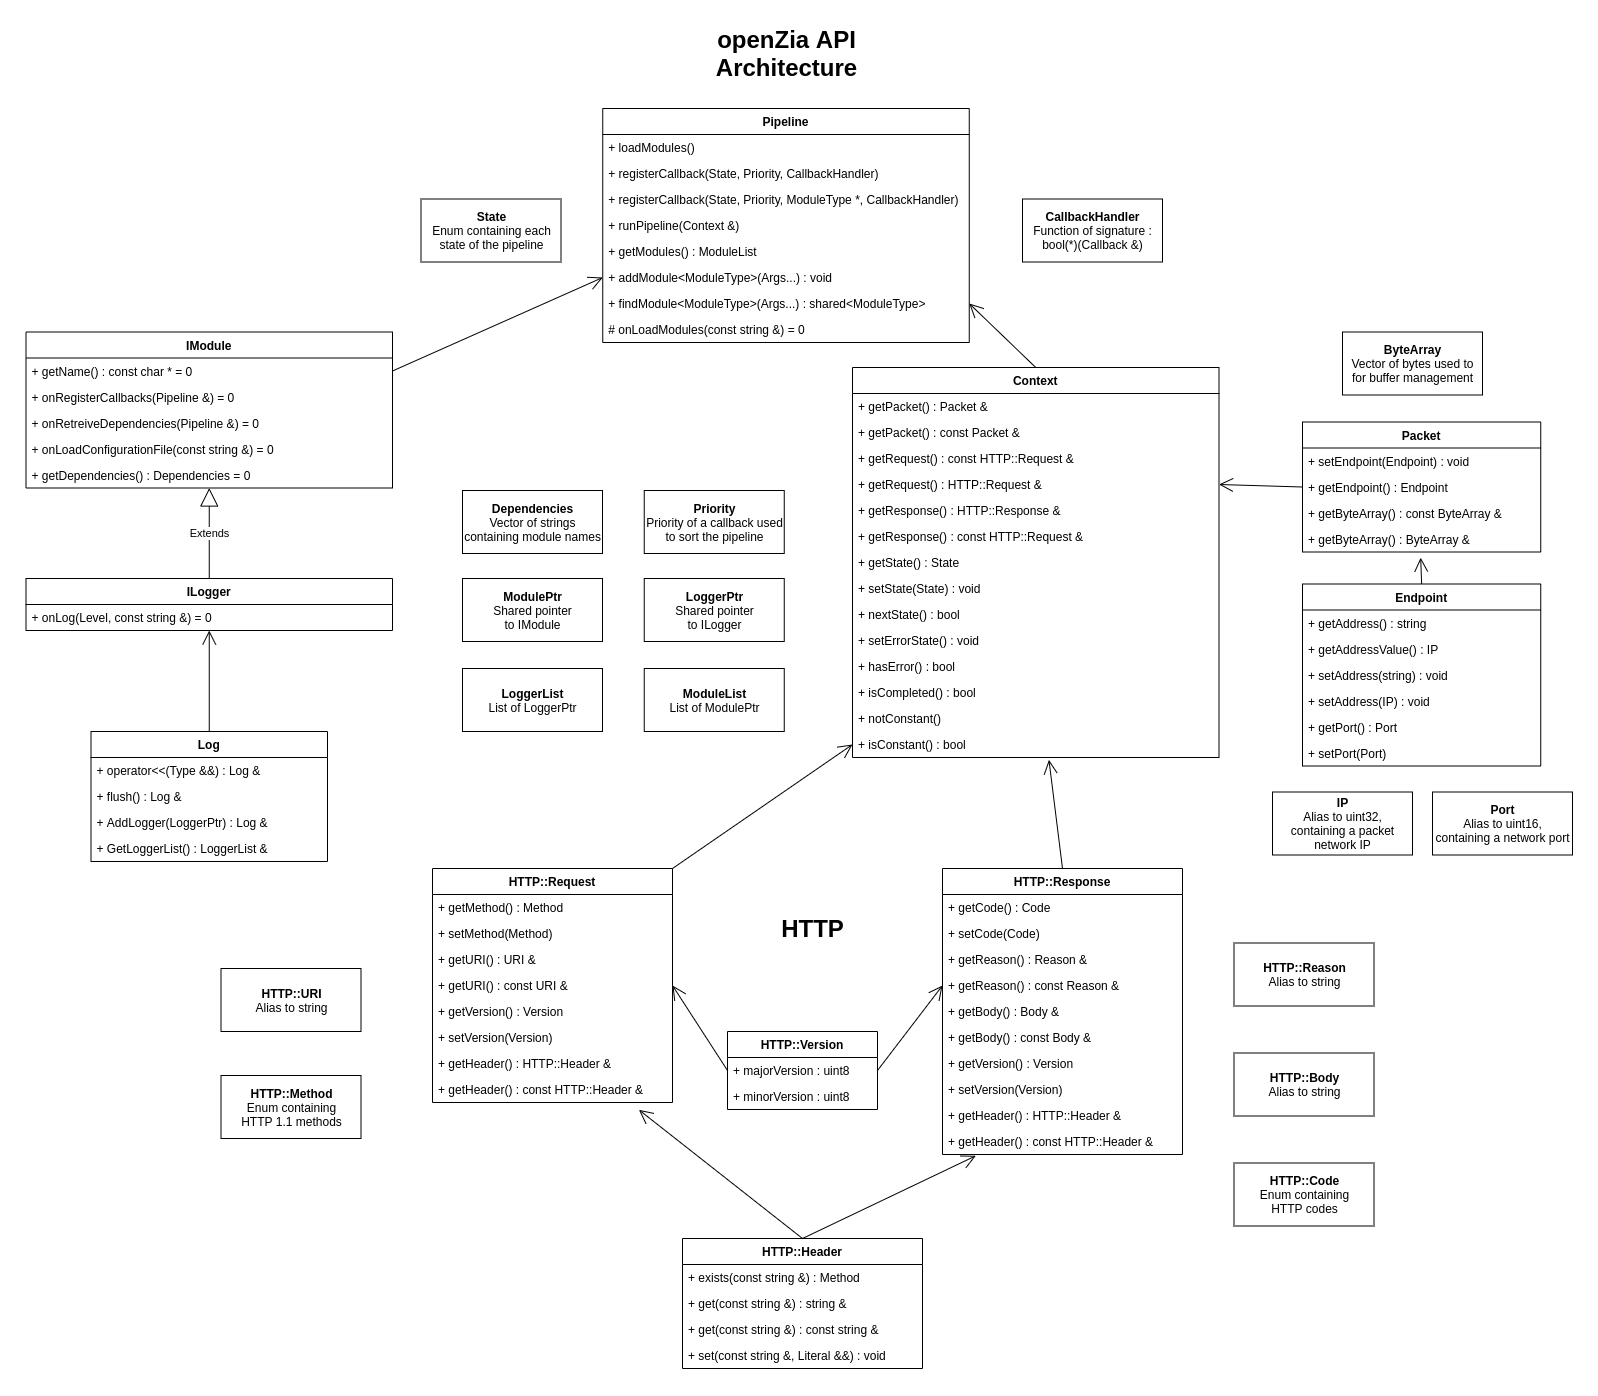 openZia API
Architecture
Pipeline
+ loadModules()
+ registerCallback(State, Priority, CallbackHandler)
+ registerCallback(State, Priority, ModuleType *, CallbackHandler)
+ runPipeline(Context &)
+ getModules() : ModuleList
+ addModule<ModuleType>(Args...) : void
+ findModule<ModuleType>(Args...) : shared<ModuleType>
# onLoadModules(const string &) = 0
State
Enum containing each
state of the pipeline
CallbackHandler
Function of signature :
bool(*)(Callback &)
IModule
+ getName() : const char * = 0
+ onRegisterCallbacks(Pipeline &) = 0
+ onRetreiveDependencies(Pipeline &) = 0
+ onLoadConfigurationFile(const string &) = 0
+ getDependencies() : Dependencies = 0
Extends
ILogger
+ onLog(Level, const string &) = 0
Log
+ operator<<(Type &&) : Log &
+ flush() : Log &
+ AddLogger(LoggerPtr) : Log &
+ GetLoggerList() : LoggerList &
Dependencies
Vector of strings
containing module names
Priority
Priority of a callback used
to sort the pipeline
ModulePtr
Shared pointer
to IModule
LoggerPtr
Shared pointer
to ILogger
LoggerList
List of LoggerPtr
ModuleList
List of ModulePtr
Context
+ getPacket() : Packet &
+ getPacket() : const Packet &
+ getRequest() : const HTTP::Request &
+ getRequest() : HTTP::Request &
+ getResponse() : HTTP::Response &
+ getResponse() : const HTTP::Request &
+ getState() : State
+ setState(State) : void
+ nextState() : bool
+ setErrorState() : void
+ hasError() : bool
+ isCompleted() : bool
+ notConstant()
+ isConstant() : bool
ByteArray
Vector of bytes used to
for buffer management
Packet
+ setEndpoint(Endpoint) : void
+ getEndpoint() : Endpoint
+ getByteArray() : const ByteArray &
+ getByteArray() : ByteArray &
Endpoint
+ getAddress() : string
+ getAddressValue() : IP
+ setAddress(string) : void
+ setAddress(IP) : void
+ getPort() : Port
+ setPort(Port)
IP
Alias to uint32,
containing a packet
network IP
Port
Alias to uint16,
containing a network port
HTTP
HTTP::Request
+ getMethod() : Method
+ setMethod(Method)
+ getURI() : URI &
+ getURI() : const URI &
+ getVersion() : Version
+ setVersion(Version)
+ getHeader() : HTTP::Header &
+ getHeader() : const HTTP::Header &
HTTP::Response
+ getCode() : Code
+ setCode(Code)
+ getReason() : Reason &
+ getReason() : const Reason &
+ getBody() : Body &
+ getBody() : const Body &
+ getVersion() : Version
+ setVersion(Version)
+ getHeader() : HTTP::Header &
+ getHeader() : const HTTP::Header &
HTTP::URI
Alias to string
HTTP::Method
Enum containing
HTTP 1.1 methods
HTTP::Version
+ majorVersion : uint8
+ minorVersion : uint8
HTTP::Reason
Alias to string
HTTP::Body
Alias to string
HTTP::Code
Enum containing
HTTP codes
HTTP::Header
+ exists(const string &) : Method
+ get(const string &) : string &
+ get(const string &) : const string &
+ set(const string &, Literal &&) : void